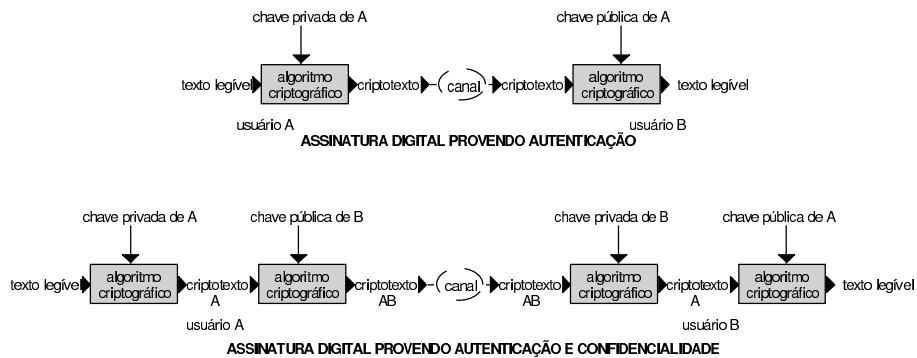 chave privada de A
chave pública de A
texto legível
algoritmo
criptográfico
criptotexto
canal
criptotexto
algoritmo
criptográfico
texto legível
usuário A
usuário B
ASSINATURA DIGITAL PROVENDO AUTENTICAÇÃO
chave privada de A
chave pública de B
chave privada de B
chave pública de A
texto legível
algoritmo
criptográfico
criptotexto
A
algoritmo
criptográfico
criptotexto
AB
canal
criptotexto
AB
algoritmo
criptográfico
criptotexto
A
algoritmo
criptográfico
texto legível
usuário A
usuário B
ASSINATURA DIGITAL PROVENDO AUTENTICAÇÃO E CONFIDENCIALIDADE